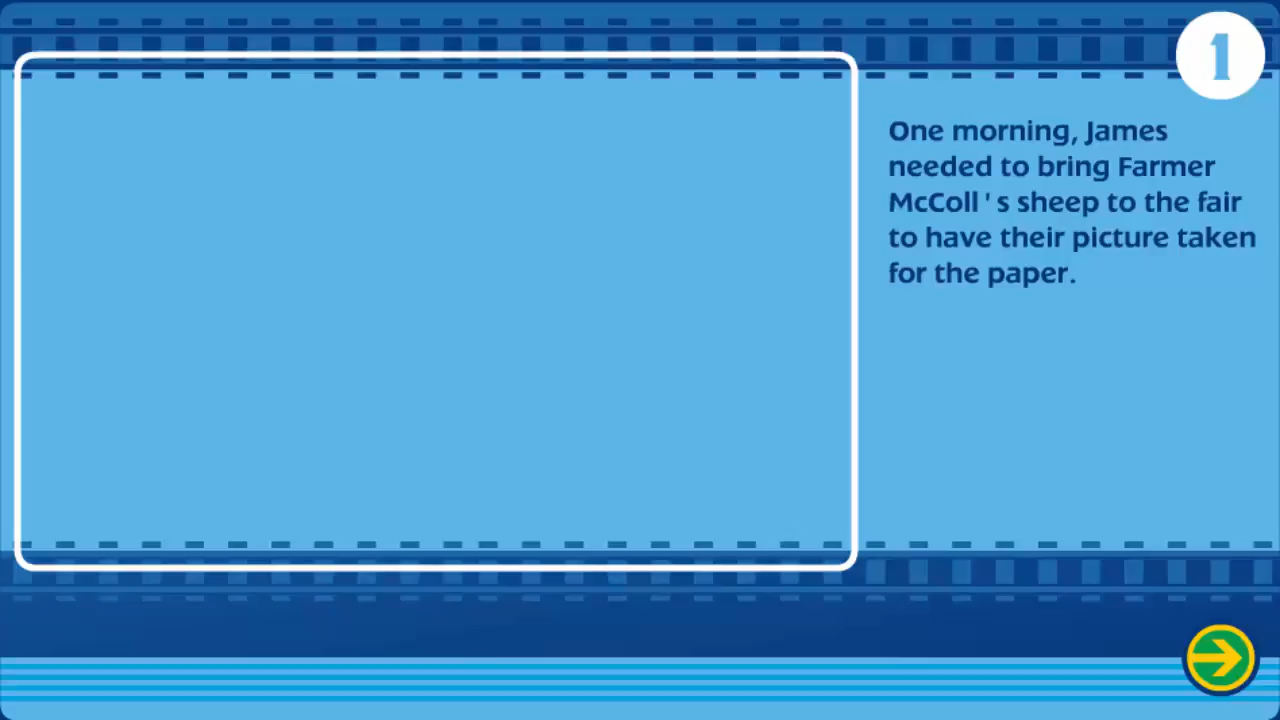 1
One morning, James
needed to bring Farmer
McColl ' s sheep to the fair
to have their picture taken
for the paper.